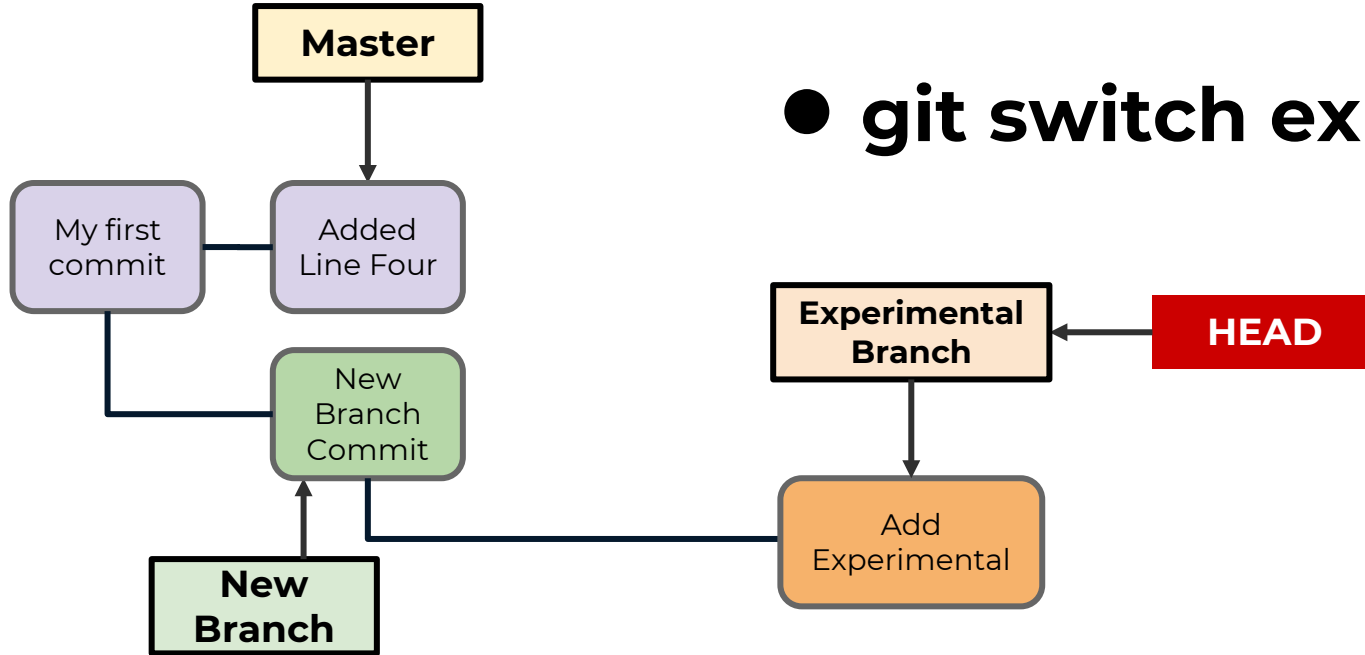 Master
● git switch ex
My first
commit
Added
Line Four
Experimental
Branch
HEAD
New
Branch
Commit
Add
Experimental
New
Branch